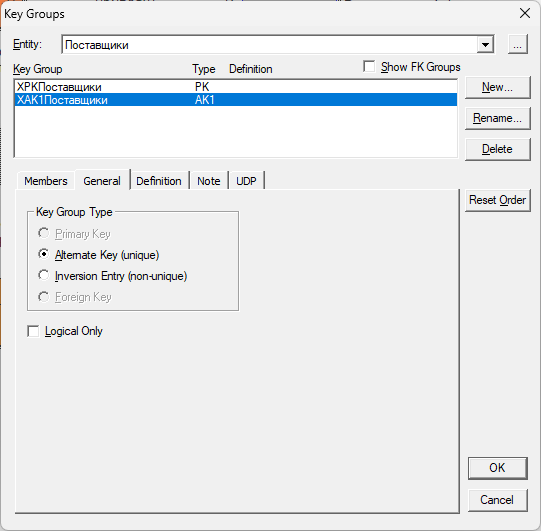 Key Groups
Entity:
Поставщики
...
Key Group Type Definition
Show FK Groups
XPKПоставщики PK
XAK1Поставщики AK1
New...
Rename...
Delete
Members General Definition Note UDP
Reset Order
Key Group Type
Primary Key
Alternate Key (unique)
Inversion Entry (non-unique)
Foreign Key
Logical Only
OK
Cancel